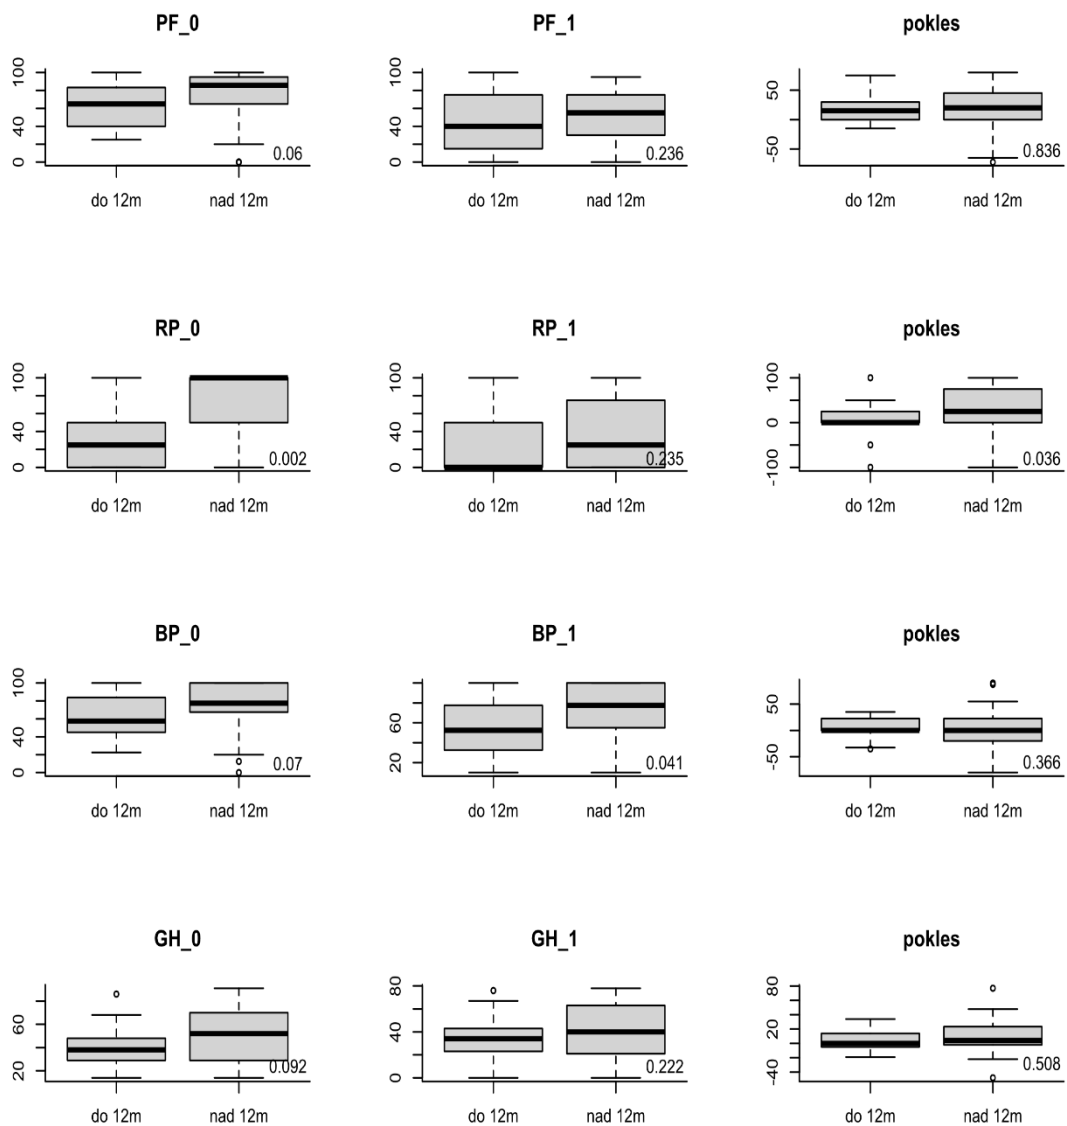 PF_0 PF_1 pokles
0 40 100 0 40 100 -50 50
0.06 0.236 0.836
do 12m nad 12m do 12m nad 12m do 12m nad 12m
RP_0 RP_1 pokles
0 40 100 0 40 100 -100 0 100
0.002 0.235 0.036
do 12m nad 12m do 12m nad 12m do 12m nad 12m
BP_0 BP_1 pokles
0 40 100 20 60 -50 50
0.07 0.041 0.366
do 12m nad 12m do 12m nad 12m do 12m nad 12m
GH_0 GH_1 pokles
20 60 0 40 80 -40 20 80
0.092 0.222 0.508
do 12m nad 12m do 12m nad 12m do 12m nad 12m